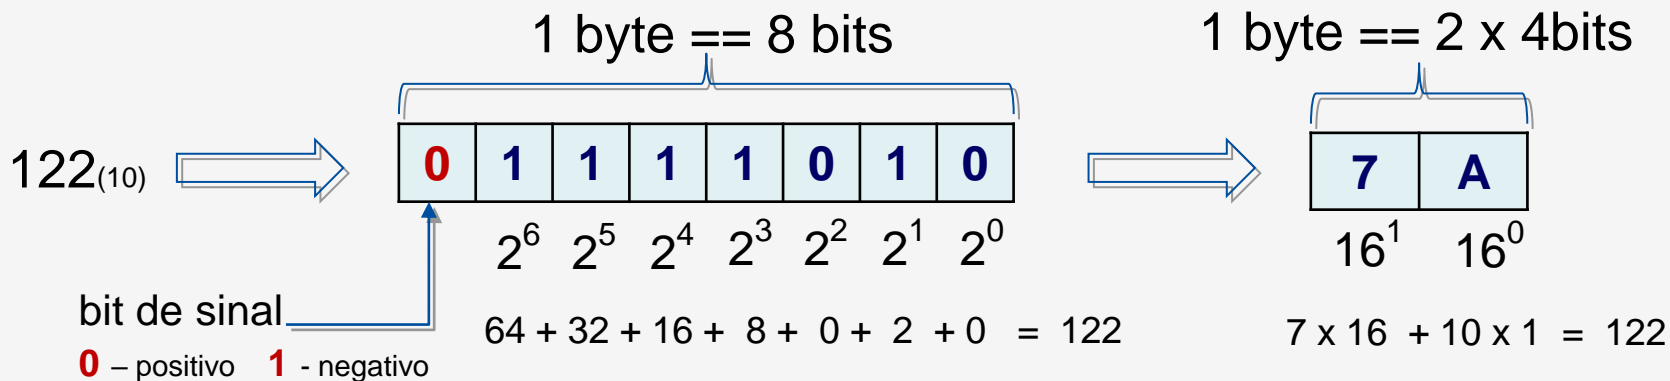 1 byte == 8 bits
1 byte == 2 x 4bits
122(10)
0 1 1 1 1 0 1 0
7 A
2^6 2^5 2^4 2^3 2^2 2^1 2^0
16^1 16^0
bit de sinal
64 + 32 + 16 + 8 + 0 + 2 + 0 = 122
7 x 16 + 10 x 1 = 122
0 – positivo 1 - negativo